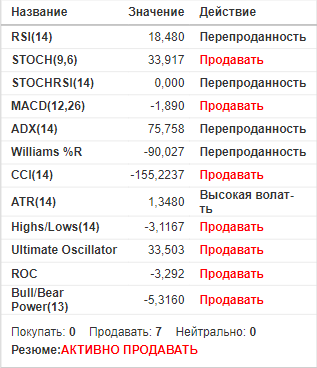 Название Значение Действие
RSI(14) 18,480 Перепроданность
STOCH(9,6) 33,917 Продавать
STOCHRSI(14) 0,000 Перепроданность
MACD(12,26) -1,890 Продавать
ADX(14) 75,758 Перепроданность
Williams %R -90,027 Перепроданность
CCI(14) -155,2237 Продавать
ATR(14) 1,3480 Высокая волат-
ть
Highs/Lows(14) -3,1167 Продавать
Ultimate Oscillator 33,503 Продавать
ROC -3,292 Продавать
Bull/Bear
Power(13) -5,3160 Продавать
Покупать: 0 Продавать: 7 Нейтрально: 0
Резюме:АКТИВНО ПРОДАВАТЬ